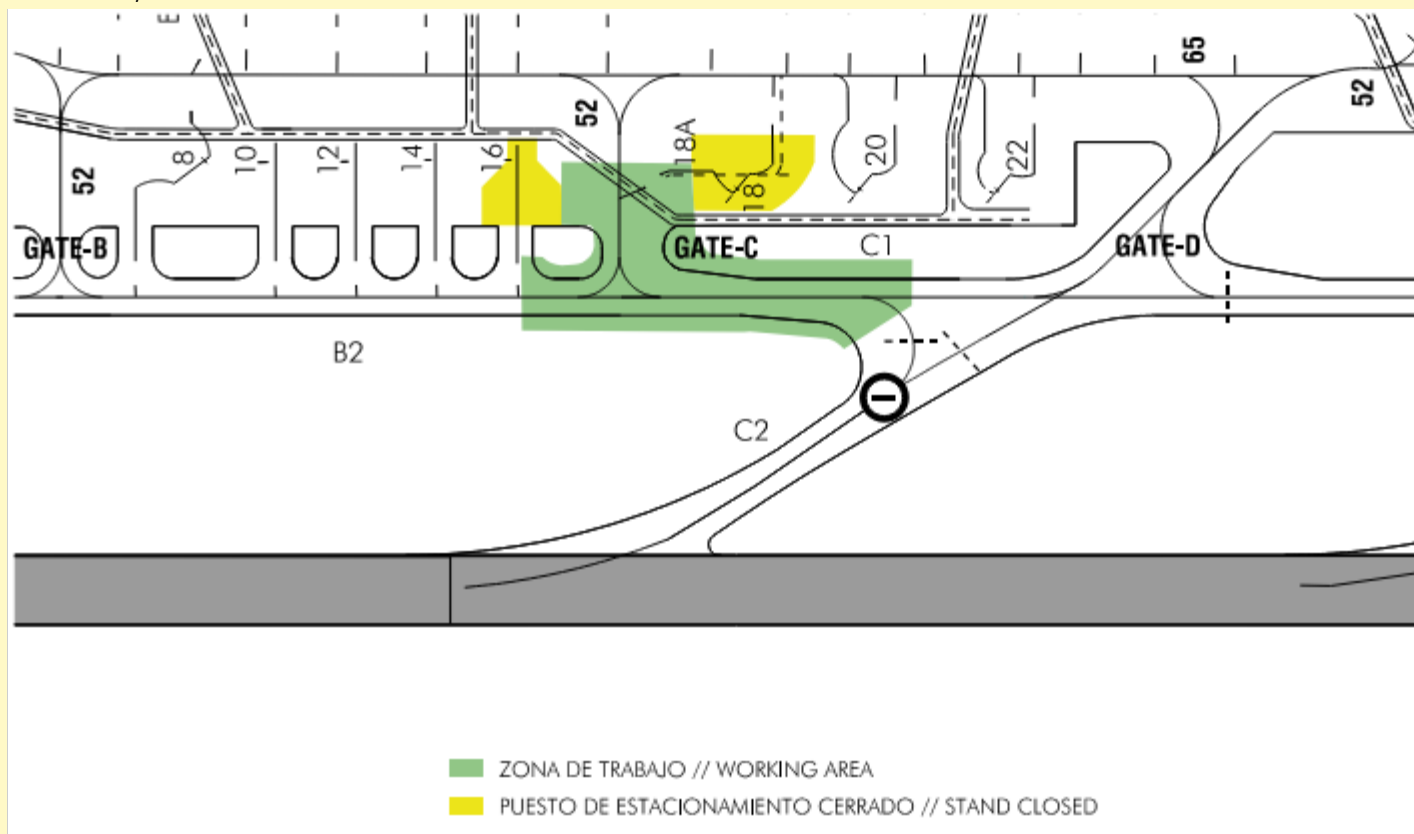 65
52
52
52
8
10
12
14
16
18A
18
20
22
GATE-B
GATE-C
C1
GATE-D
B2
C2
ZONA DE TRABAJO // WORKING AREA
PUESTO DE ESTACIONAMIENTO CERRADO // STAND CLOSED